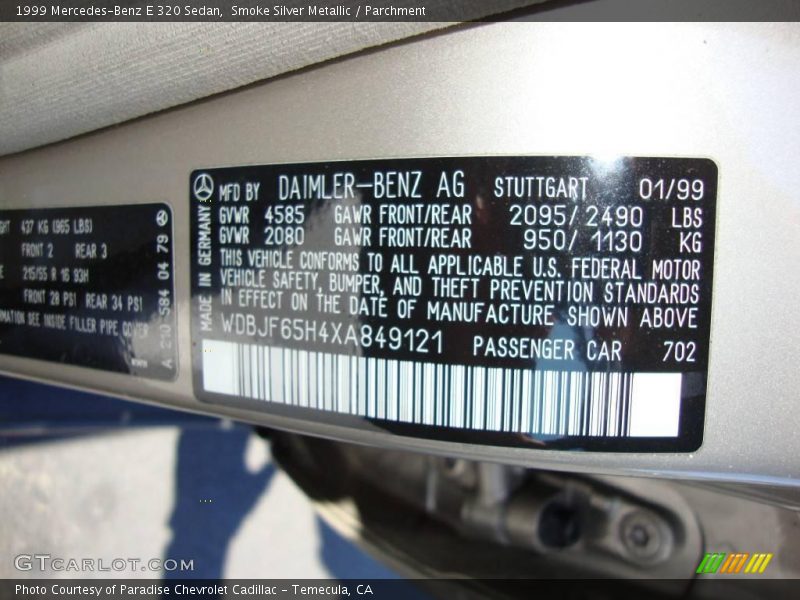 1999 Mercedes-Benz E 320 Sedan, Smoke Silver Metallic / Parchment
437 KG (965 LBS)
FRONT 2 REAR 3
215/55 R 16 93H
FRONT 28 PSI REAR 34 PSI
SEE INSIDE FILLER PIPE COVER
A 210 584 04 79
MADE IN GERMANY
MFD BY DAIMLER-BENZ AG STUTTGART 01/99
GVWR 4585 GAWR FRONT/REAR 2095/ 2490 LBS
GVWR 2080 GAWR FRONT/REAR 950/ 1130 KG
THIS VEHICLE CONFORMS TO ALL APPLICABLE U.S. FEDERAL MOTOR
VEHICLE SAFETY, BUMPER, AND THEFT PREVENTION STANDARDS
IN EFFECT ON THE DATE OF MANUFACTURE SHOWN ABOVE
WDBJF65H4XA849121 PASSENGER CAR 702
GTCARLOT.COM
Photo Courtesy of Paradise Chevrolet Cadillac - Temecula, CA